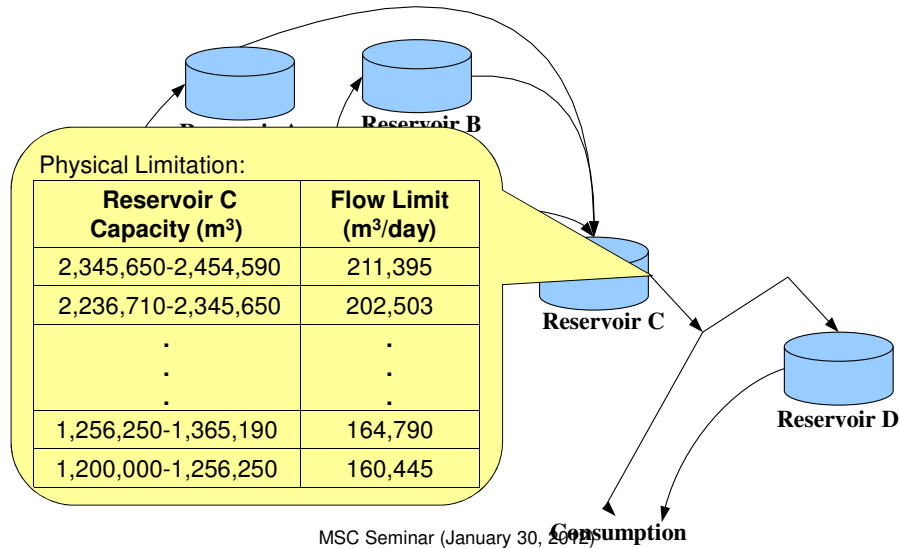 Reservoir B
Physical Limitation:
Reservoir C Flow Limit
Capacity (m³) (m³/day)
2,345,650-2,454,590 211,395
2,236,710-2,345,650 202,503
. .
. .
. .
1,256,250-1,365,190 164,790
1,200,000-1,256,250 160,445
Reservoir C
Reservoir D
Consumption
MSC Seminar (January 30, 2012)